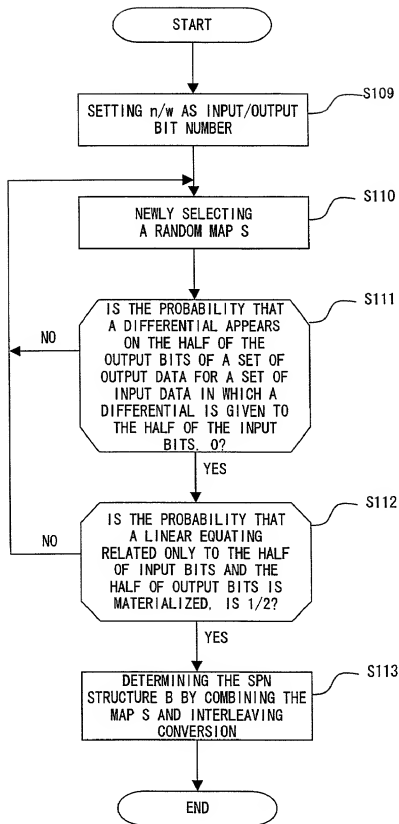 START
S109
SETTING n/w AS INPUT/OUTPUT
BIT NUMBER
S110
NEWLY SELECTING
A RANDOM MAP S
S111
IS THE PROBABILITY THAT
A DIFFERENTIAL APPEARS
ON THE HALF OF THE
OUTPUT BITS OF A SET OF
OUTPUT DATA FOR A SET OF
INPUT DATA IN WHICH A
DIFFERENTIAL IS GIVEN TO
THE HALF OF THE INPUT
BITS, 0?
NO
YES
S112
IS THE PROBABILITY THAT
A LINEAR EQUATING
RELATED ONLY TO THE HALF
OF INPUT BITS AND THE
HALF OF OUTPUT BITS IS
MATERIALIZED, IS 1/2?
NO
YES
S113
DETERMINING THE SPN
STRUCTURE B BY COMBINING THE
MAP S AND INTERLEAVING
CONVERSION
END